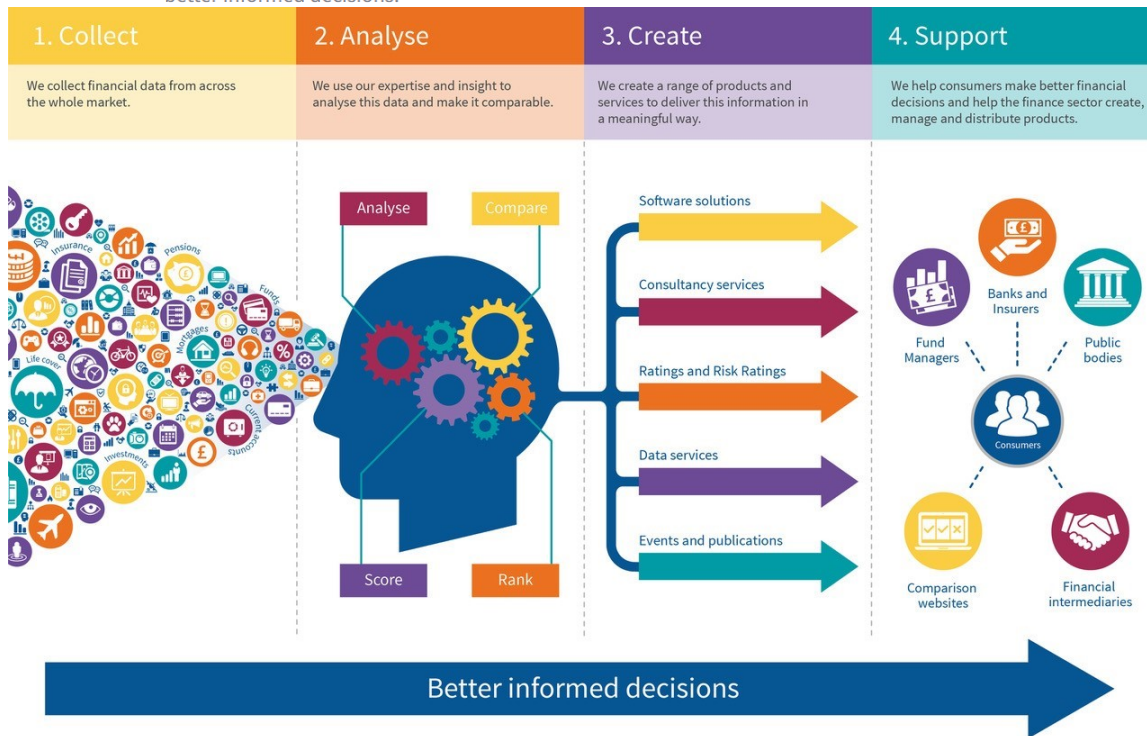 better informed decisions.
1. Collect
2. Analyse
3. Create
4. Support
We collect financial data from across
the whole market.
We use our expertise and insight to
analyse this data and make it comparable.
We create a range of products and
services to deliver this information in
a meaningful way.
We help consumers make better financial
decisions and help the finance sector create,
manage and distribute products.
Insurance
Pensions
Funds
Mortgages
Life cover
Current
accounts
Investments
Analyse
Compare
Score
Rank
Software solutions
Consultancy services
Ratings and Risk Ratings
Data services
Events and publications
Fund
Managers
Banks and
Insurers
Public
bodies
Consumers
Comparison
websites
Financial
intermediaries
Better informed decisions